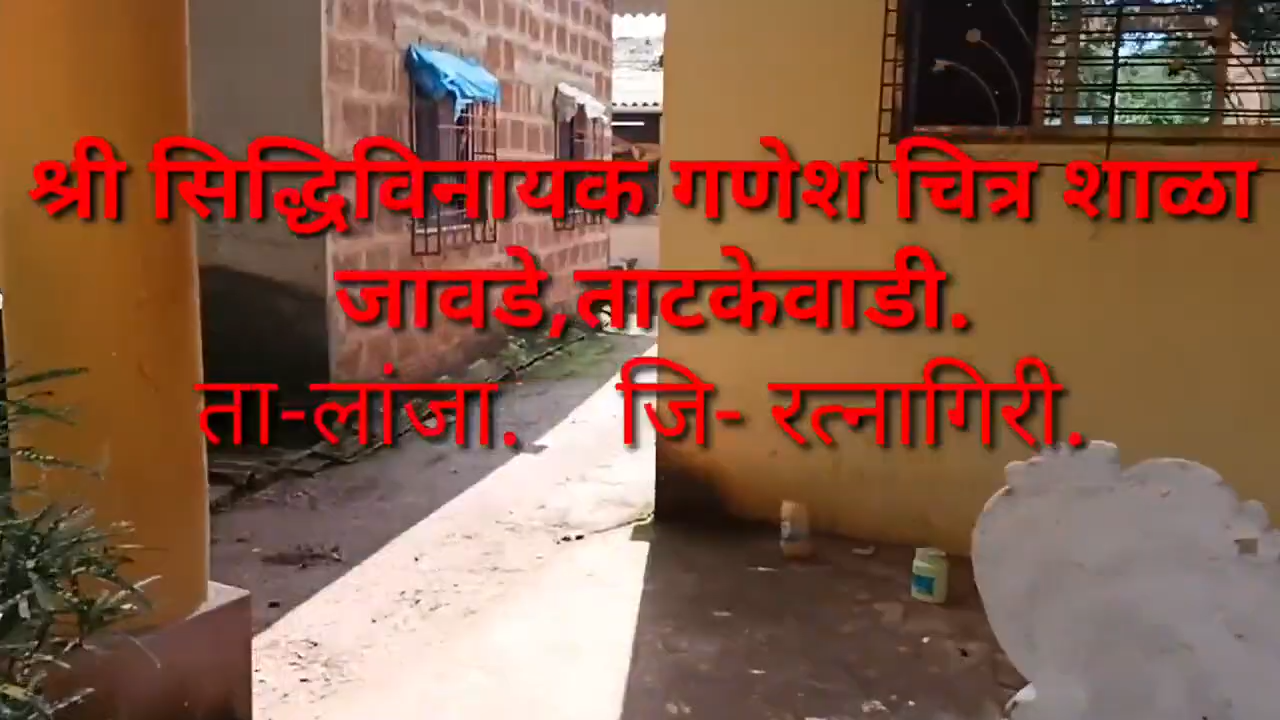 श्री सिद्धिविनायक गणेश चित्र शाळा
जावडे,ताटकेवाडी.
ता-लांजा. जि- रत्नागिरी.